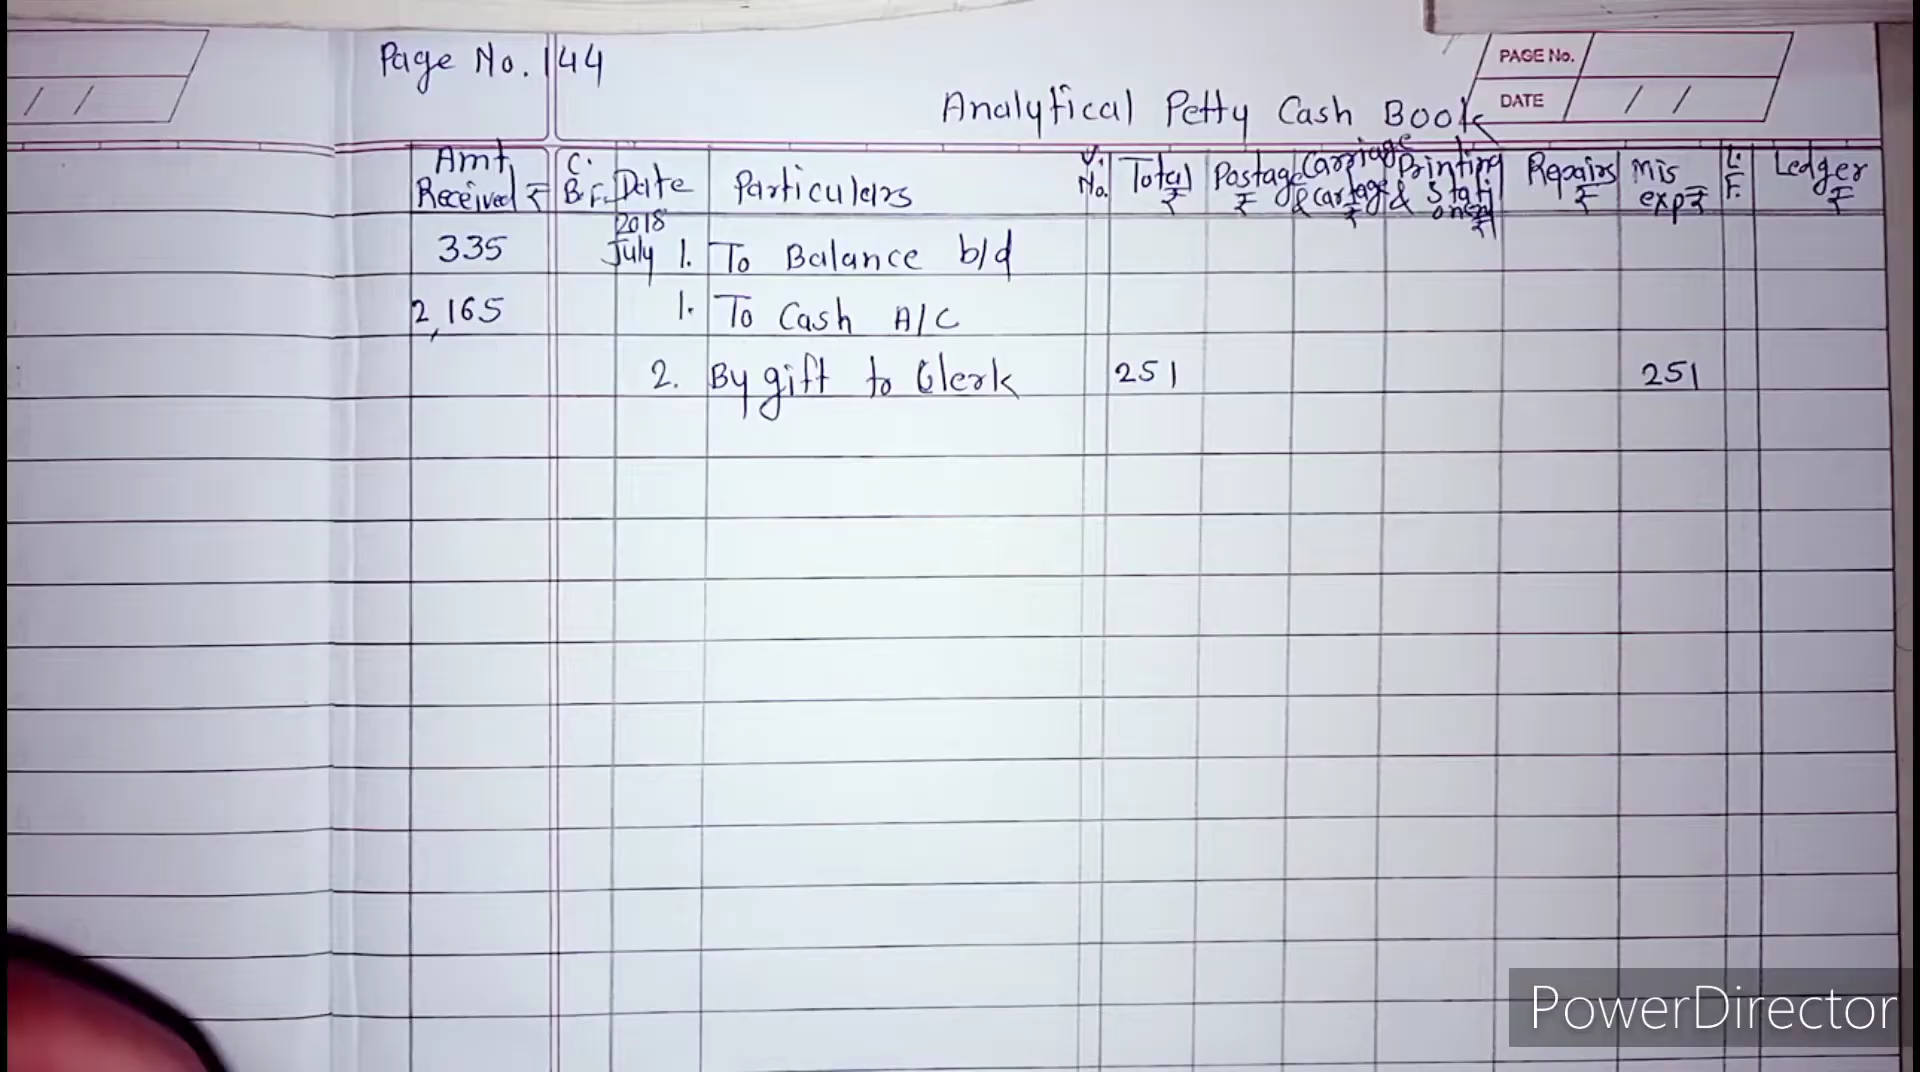 Page No. 144
PAGE No.
DATE / /
/ /
Analytical Petty Cash Book
Amt Received ₹ C.B.F. Date Particulars V. No. Total ₹ Postage ₹ Carriage & cartage ₹ Printing & Stationery ₹ Repairs ₹ Mis exp ₹ L.F. Ledger ₹
2018
335 July 1. To Balance b/d
2,165 1. To Cash A/C
2. By gift to Clerk 251 251
PowerDirector